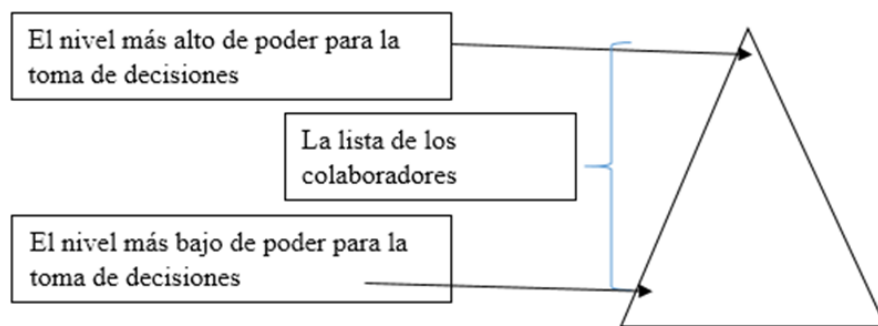 El nivel más alto de poder para la
toma de decisiones
La lista de los
colaboradores
El nivel más bajo de poder para la
toma de decisiones